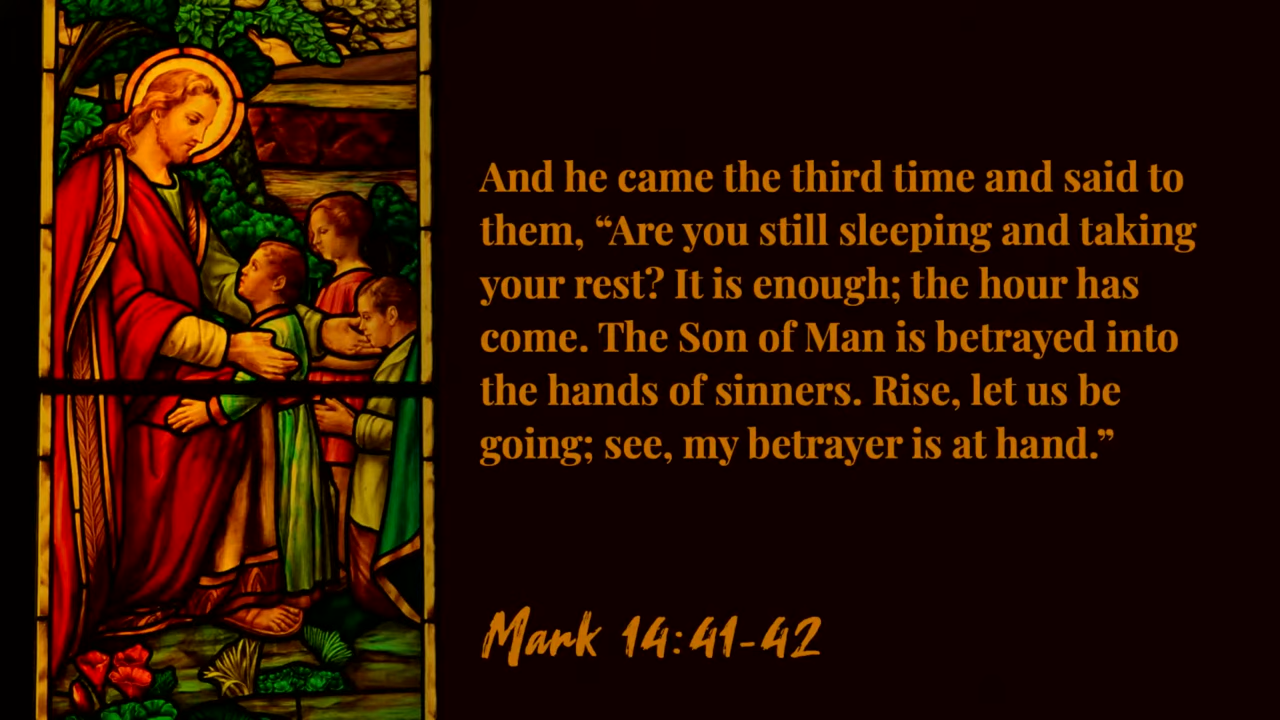 And he came the third time and said to
them, “Are you still sleeping and taking
your rest? It is enough; the hour has
come. The Son of Man is betrayed into
the hands of sinners. Rise, let us be
going; see, my betrayer is at hand.”
Mark 14:41-42